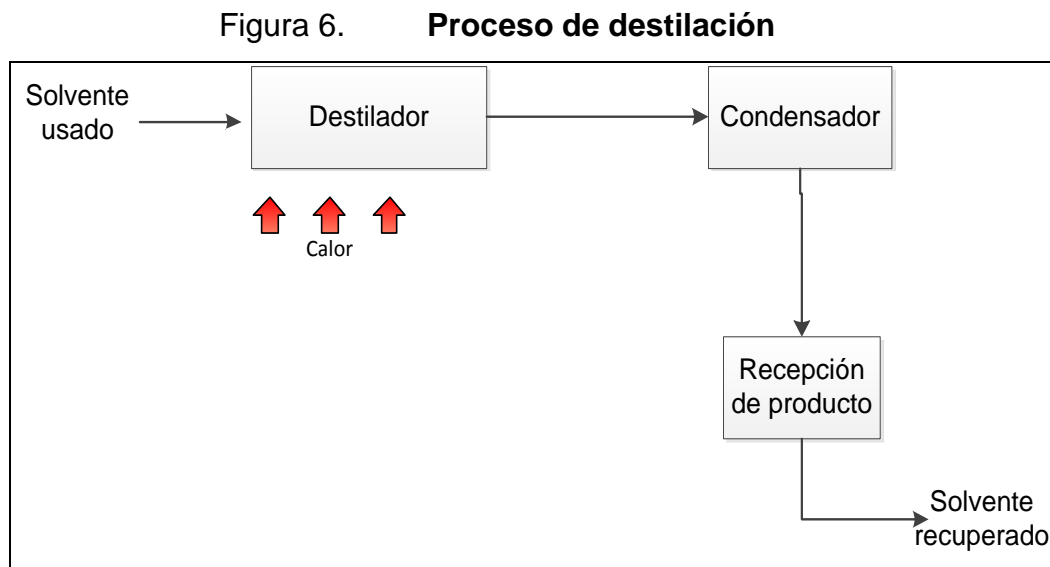 Figura 6. Proceso de destilación
Solvente
usado
Destilador
Condensador
Calor
Recepción
de producto
Solvente
recuperado